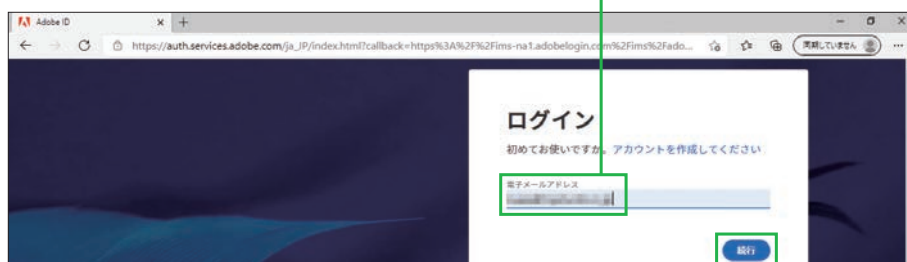 Adobe ID
https://auth.services.adobe.com/ja_JP/index.html?callback=https%3A%2F%2Fims-na1.adobelogin.com%2Fims%2Fado...
同期していません
ログイン
初めてお使いですか。アカウントを作成してください
電子メールアドレス
続行